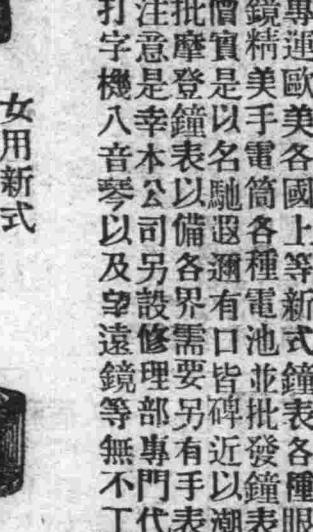 專運歐美各國上等新式鐘表各種眼
鏡精美手電筒各種電池並批發鐘表
價實是以名馳遐邇有口皆碑近以潮
批摩登鐘表以備各界需要另有手表
注意是幸本公司另設修理部專門代
打字機八音琴以及望遠鏡等無不丁
女用新式